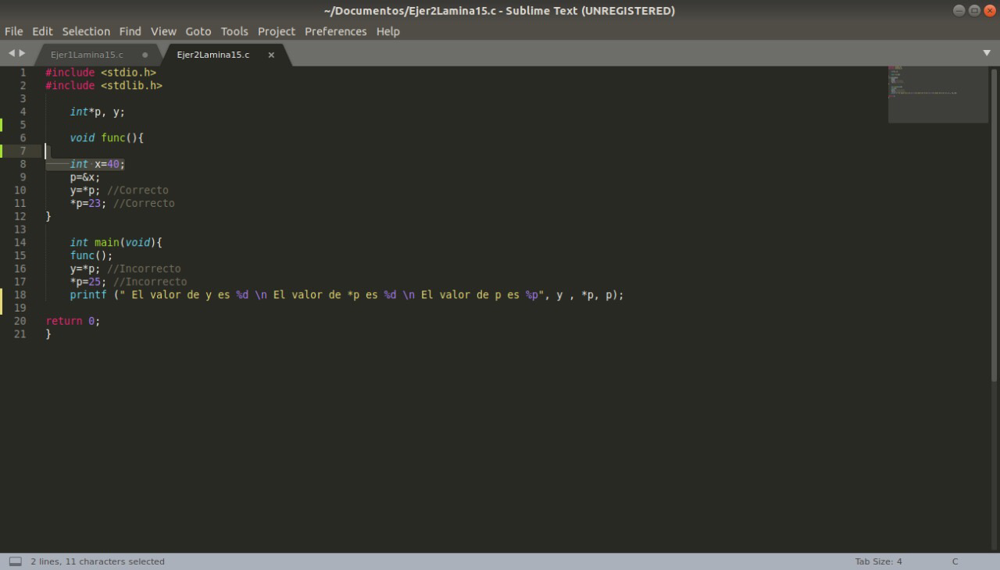 ~/Documentos/Ejer2Lamina15.c - Sublime Text (UNREGISTERED)
File Edit Selection Find View Goto Tools Project Preferences Help
Ejer1Lamina15.c Ejer2Lamina15.c
1 #include <stdio.h>
2 #include <stdlib.h>
3
4 int*p, y;
5
6 void func(){
7
8 int x=40;
9 p=&x;
10 y=*p; //Correcto
11 *p=23; //Correcto
12 }
13
14 int main(void){
15 func();
16 y=*p; //Incorrecto
17 *p=25; //Incorrecto
18 printf (" El valor de y es %d \n El valor de *p es %d \n El valor de p es %p", y , *p, p);
19
20 return 0;
21 }
2 lines, 11 characters selected Tab Size: 4 C